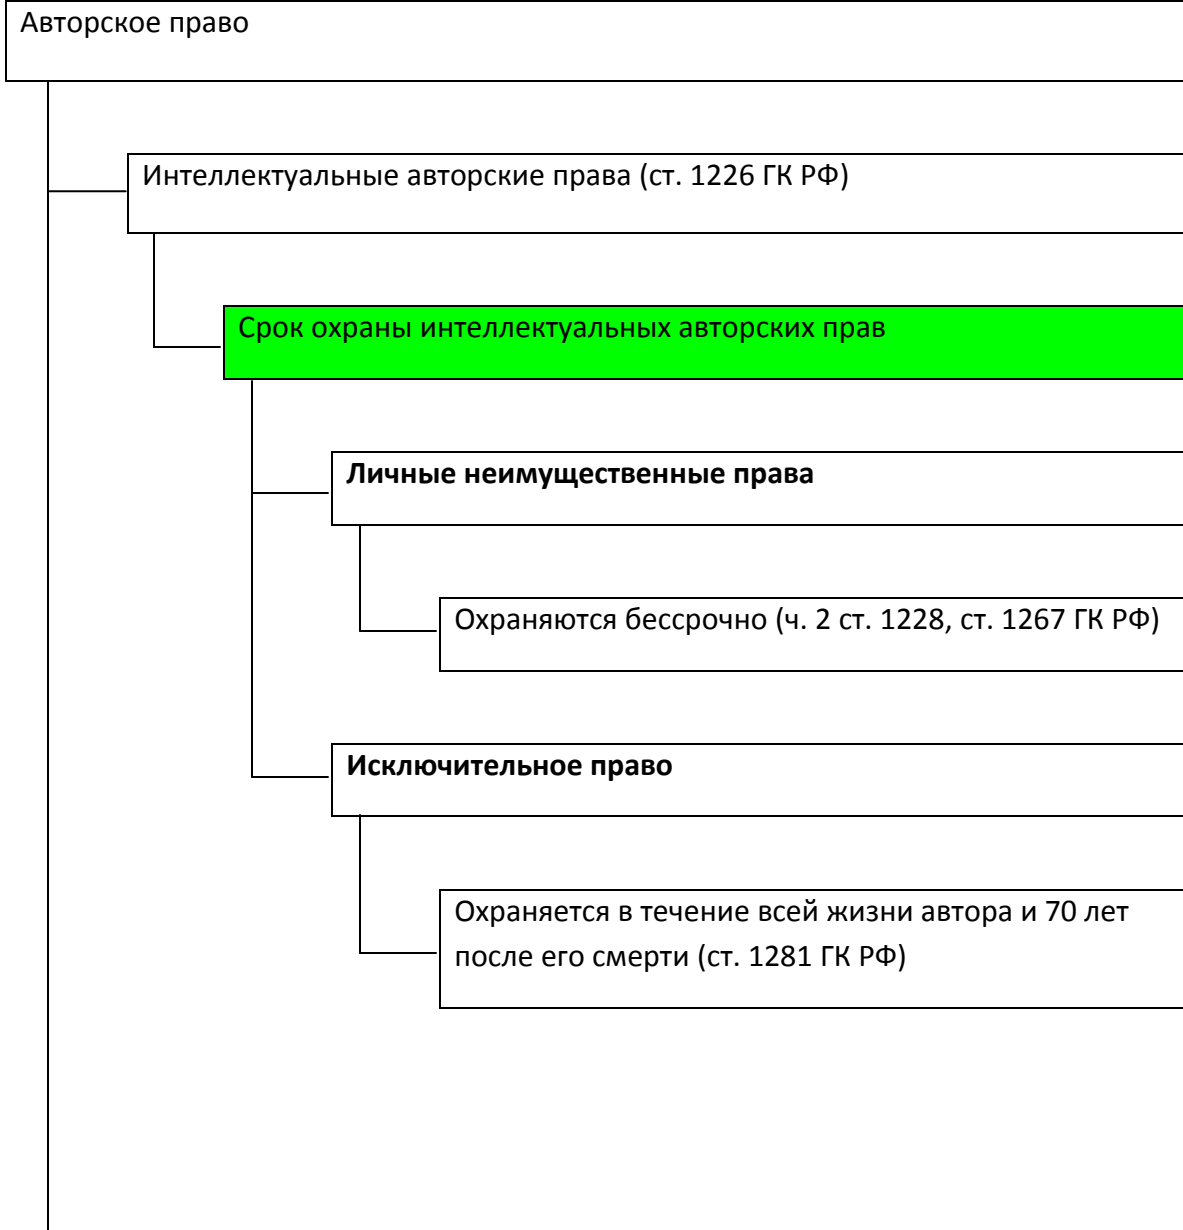 Авторское право
Интеллектуальные авторские права (ст. 1226 ГК РФ)
Срок охраны интеллектуальных авторских прав
Личные неимущественные права
Охраняются бессрочно (ч. 2 ст. 1228, ст. 1267 ГК РФ)
Исключительное право
Охраняется в течение всей жизни автора и 70 лет
после его смерти (ст. 1281 ГК РФ)